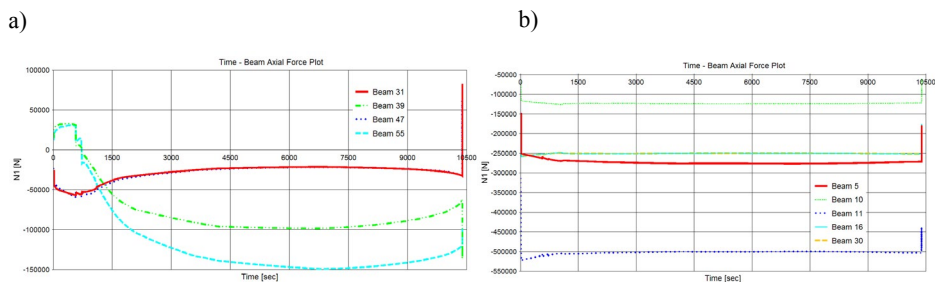 a)
Time - Beam Axial Force Plot
N1 [N]
100000
50000
0
-50000
-100000
-150000
0 1500 3000 4500 6000 7500 9000 10500
Beam 31
Beam 39
Beam 47
Beam 55
Time [sec]
b)
Time - Beam Axial Force Plot
N1 [N]
0 1500 3000 4500 6000 7500 9000 10500
-50000
-100000
-150000
-200000
-250000
-300000
-350000
-400000
-450000
-500000
-550000
Beam 5
Beam 10
Beam 11
Beam 16
Beam 30
Time [sec]